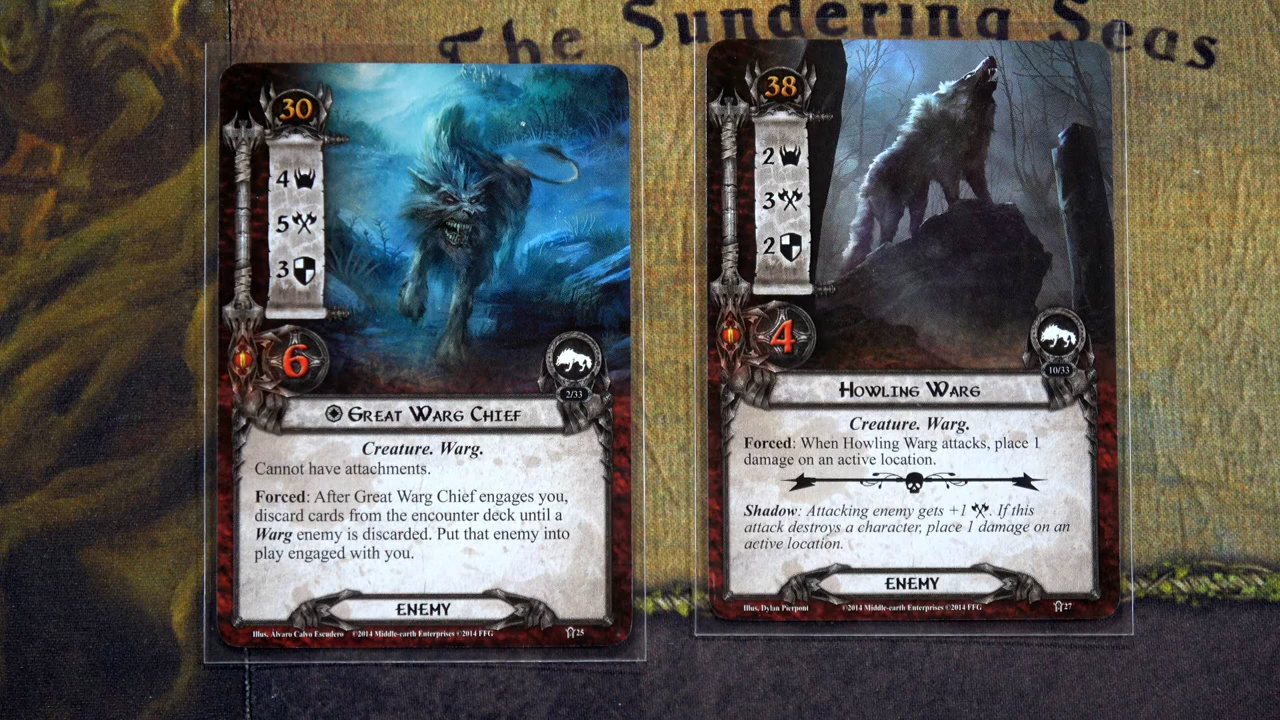 The Sundering Seas
30
4
5
3
6
2/33
GREAT WARG CHIEF
Creature. Warg.
Cannot have attachments.
Forced: After Great Warg Chief engages you,
discard cards from the encounter deck until a
Warg enemy is discarded. Put that enemy into
play engaged with you.
ENEMY
Illus. Álvaro Calvo Escudero ©2014 Middle-earth Enterprises ©2014 FFG
25
38
2
3
2
4
10/33
HOWLING WARG
Creature. Warg.
Forced: When Howling Warg attacks, place 1
damage on an active location.
Shadow: Attacking enemy gets +1 . If this
attack destroys a character, place 1 damage on an
active location.
ENEMY
Illus. Dylan Pierpont ©2014 Middle-earth Enterprises ©2014 FFG
27